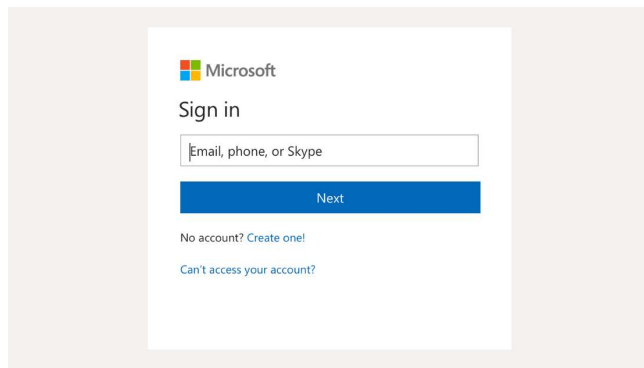 Microsoft
Sign in
Email, phone, or Skype
Next
No account? Create one!
Can't access your account?